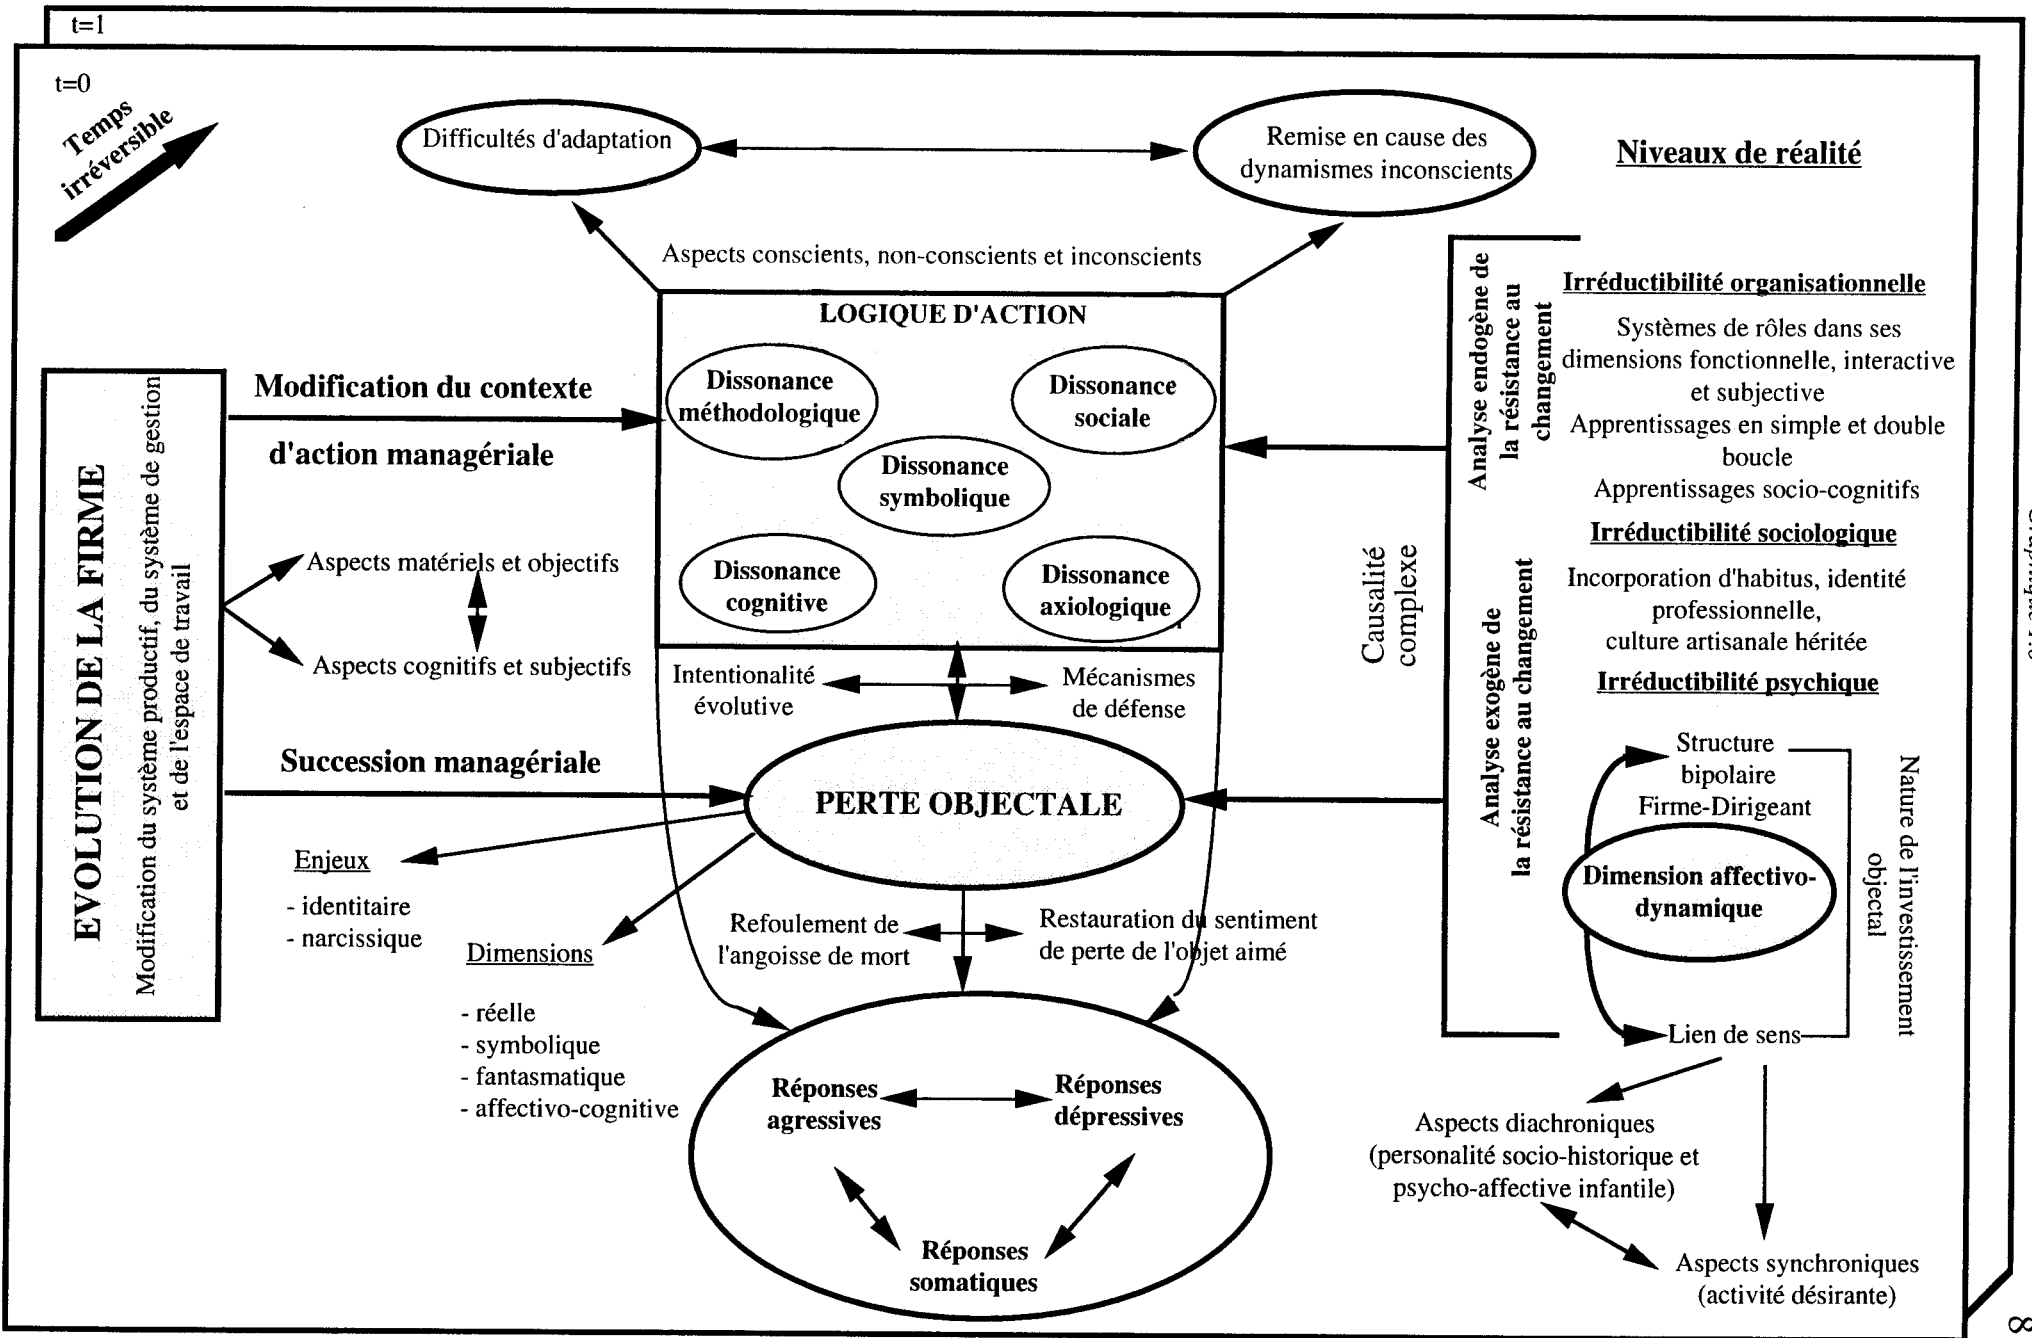 t=1
t=0
Temps
irréversible
Difficultés d'adaptation
Remise en cause des
dynamismes inconscients
Niveaux de réalité
Aspects conscients, non-conscients et inconscients
LOGIQUE D'ACTION
Dissonance
méthodologique
Dissonance
sociale
Dissonance
symbolique
Dissonance
cognitive
Dissonance
axiologique
EVOLUTION DE LA FIRME
Modification du système productif, du système de gestion
et de l'espace de travail
Modification du contexte
d'action managériale
Aspects matériels et objectifs
Aspects cognitifs et subjectifs
Succession managériale
Intentionalité
évolutive
Mécanismes
de défense
PERTE OBJECTALE
Enjeux
- identitaire
- narcissique
Dimensions
- réelle
- symbolique
- fantasmatique
- affectivo-cognitive
Refoulement de
l'angoisse de mort
Restauration du sentiment
de perte de l'objet aimé
Réponses
agressives
Réponses
dépressives
Réponses
somatiques
Causalité
complexe
Analyse endogène de
la résistance au
changement
Analyse exogène de
la résistance au changement
Irréductibilité organisationnelle
Systèmes de rôles dans ses
dimensions fonctionnelle, interactive
et subjective
Apprentissages en simple et double
boucle
Apprentissages socio-cognitifs
Irréductibilité sociologique
Incorporation d'habitus, identité
professionnelle,
culture artisanale héritée
Irréductibilité psychique
Structure
bipolaire
Firme-Dirigeant
Dimension affectivo-
dynamique
Lien de sens
Nature de l'investissement
objectal
Aspects diachroniques
(personalité socio-historique et
psycho-affective infantile)
Aspects synchroniques
(activité désirante)